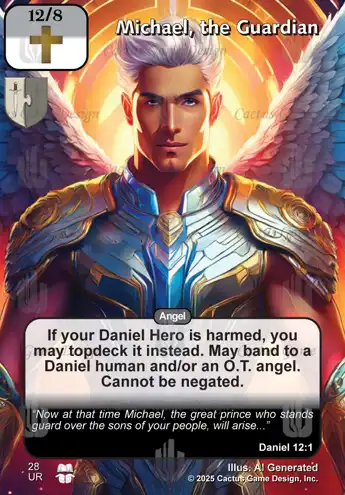 12/8
Michael, the Guardian
Cactus Game Design
Angel
If your Daniel Hero is harmed, you
may topdeck it instead. May band to a
Daniel human and/or an O.T. angel.
Cannot be negated.
"Now at that time Michael, the great prince who stands
guard over the sons of your people, will arise..."
Daniel 12:1
28
UR
Illus: AI Generated
© 2025 Cactus Game Design, Inc.